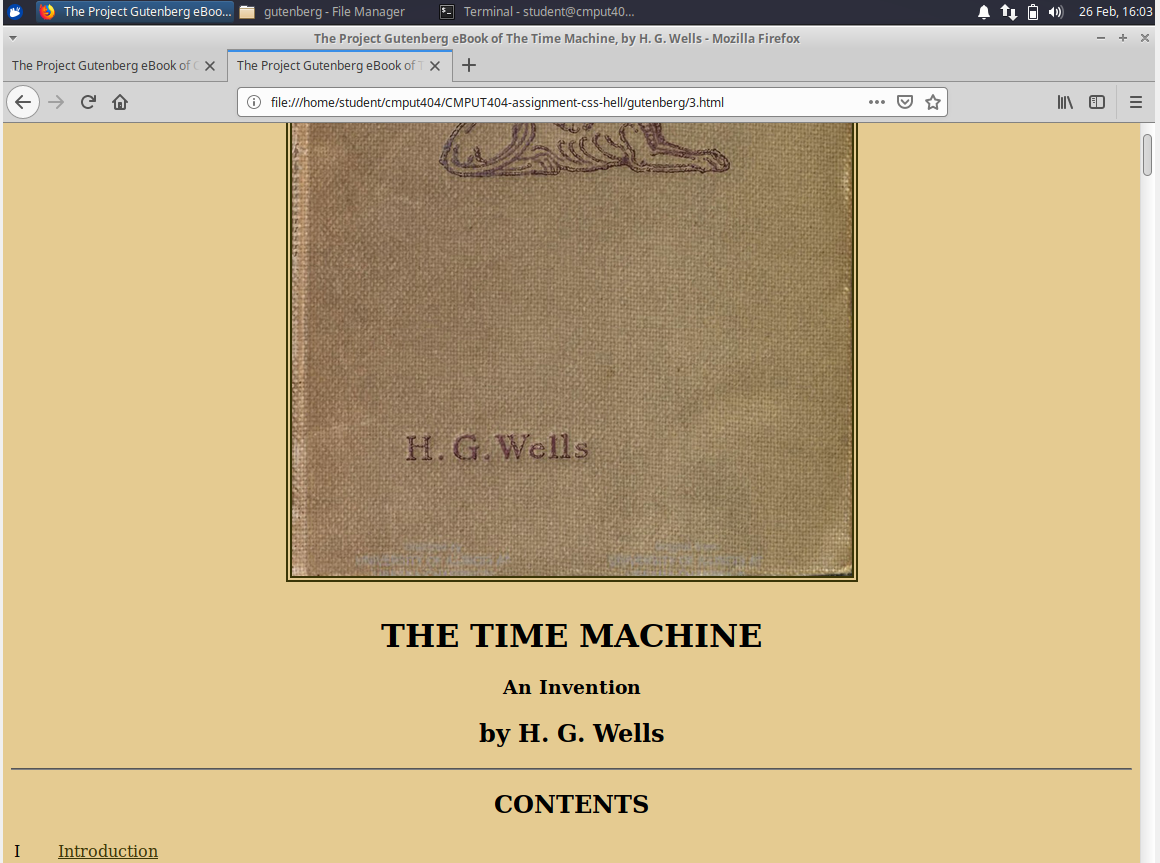 The Project Gutenberg eBoo...
gutenberg - File Manager
Terminal - student@cmput40...
26 Feb, 16:03
The Project Gutenberg eBook of The Time Machine, by H. G. Wells - Mozilla Firefox
The Project Gutenberg eBook of
The Project Gutenberg eBook of
file:///home/student/cmput404/CMPUT404-assignment-css-hell/gutenberg/3.html
H.G.Wells
THE TIME MACHINE
An Invention
by H. G. Wells
CONTENTS
I Introduction